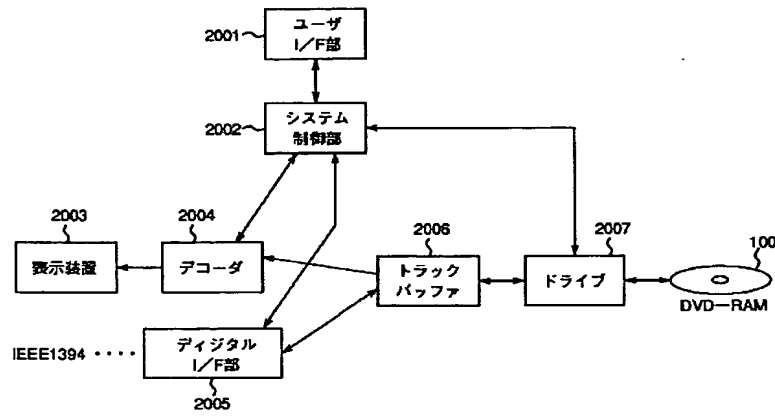 2001
ユーザ
I/F部
2002
システム
制御部
2003
表示装置
2004
デコーダ
2006
トラック
バッファ
2007
ドライブ
100
DVD-RAM
IEEE1394
ディジタル
I/F部
2005